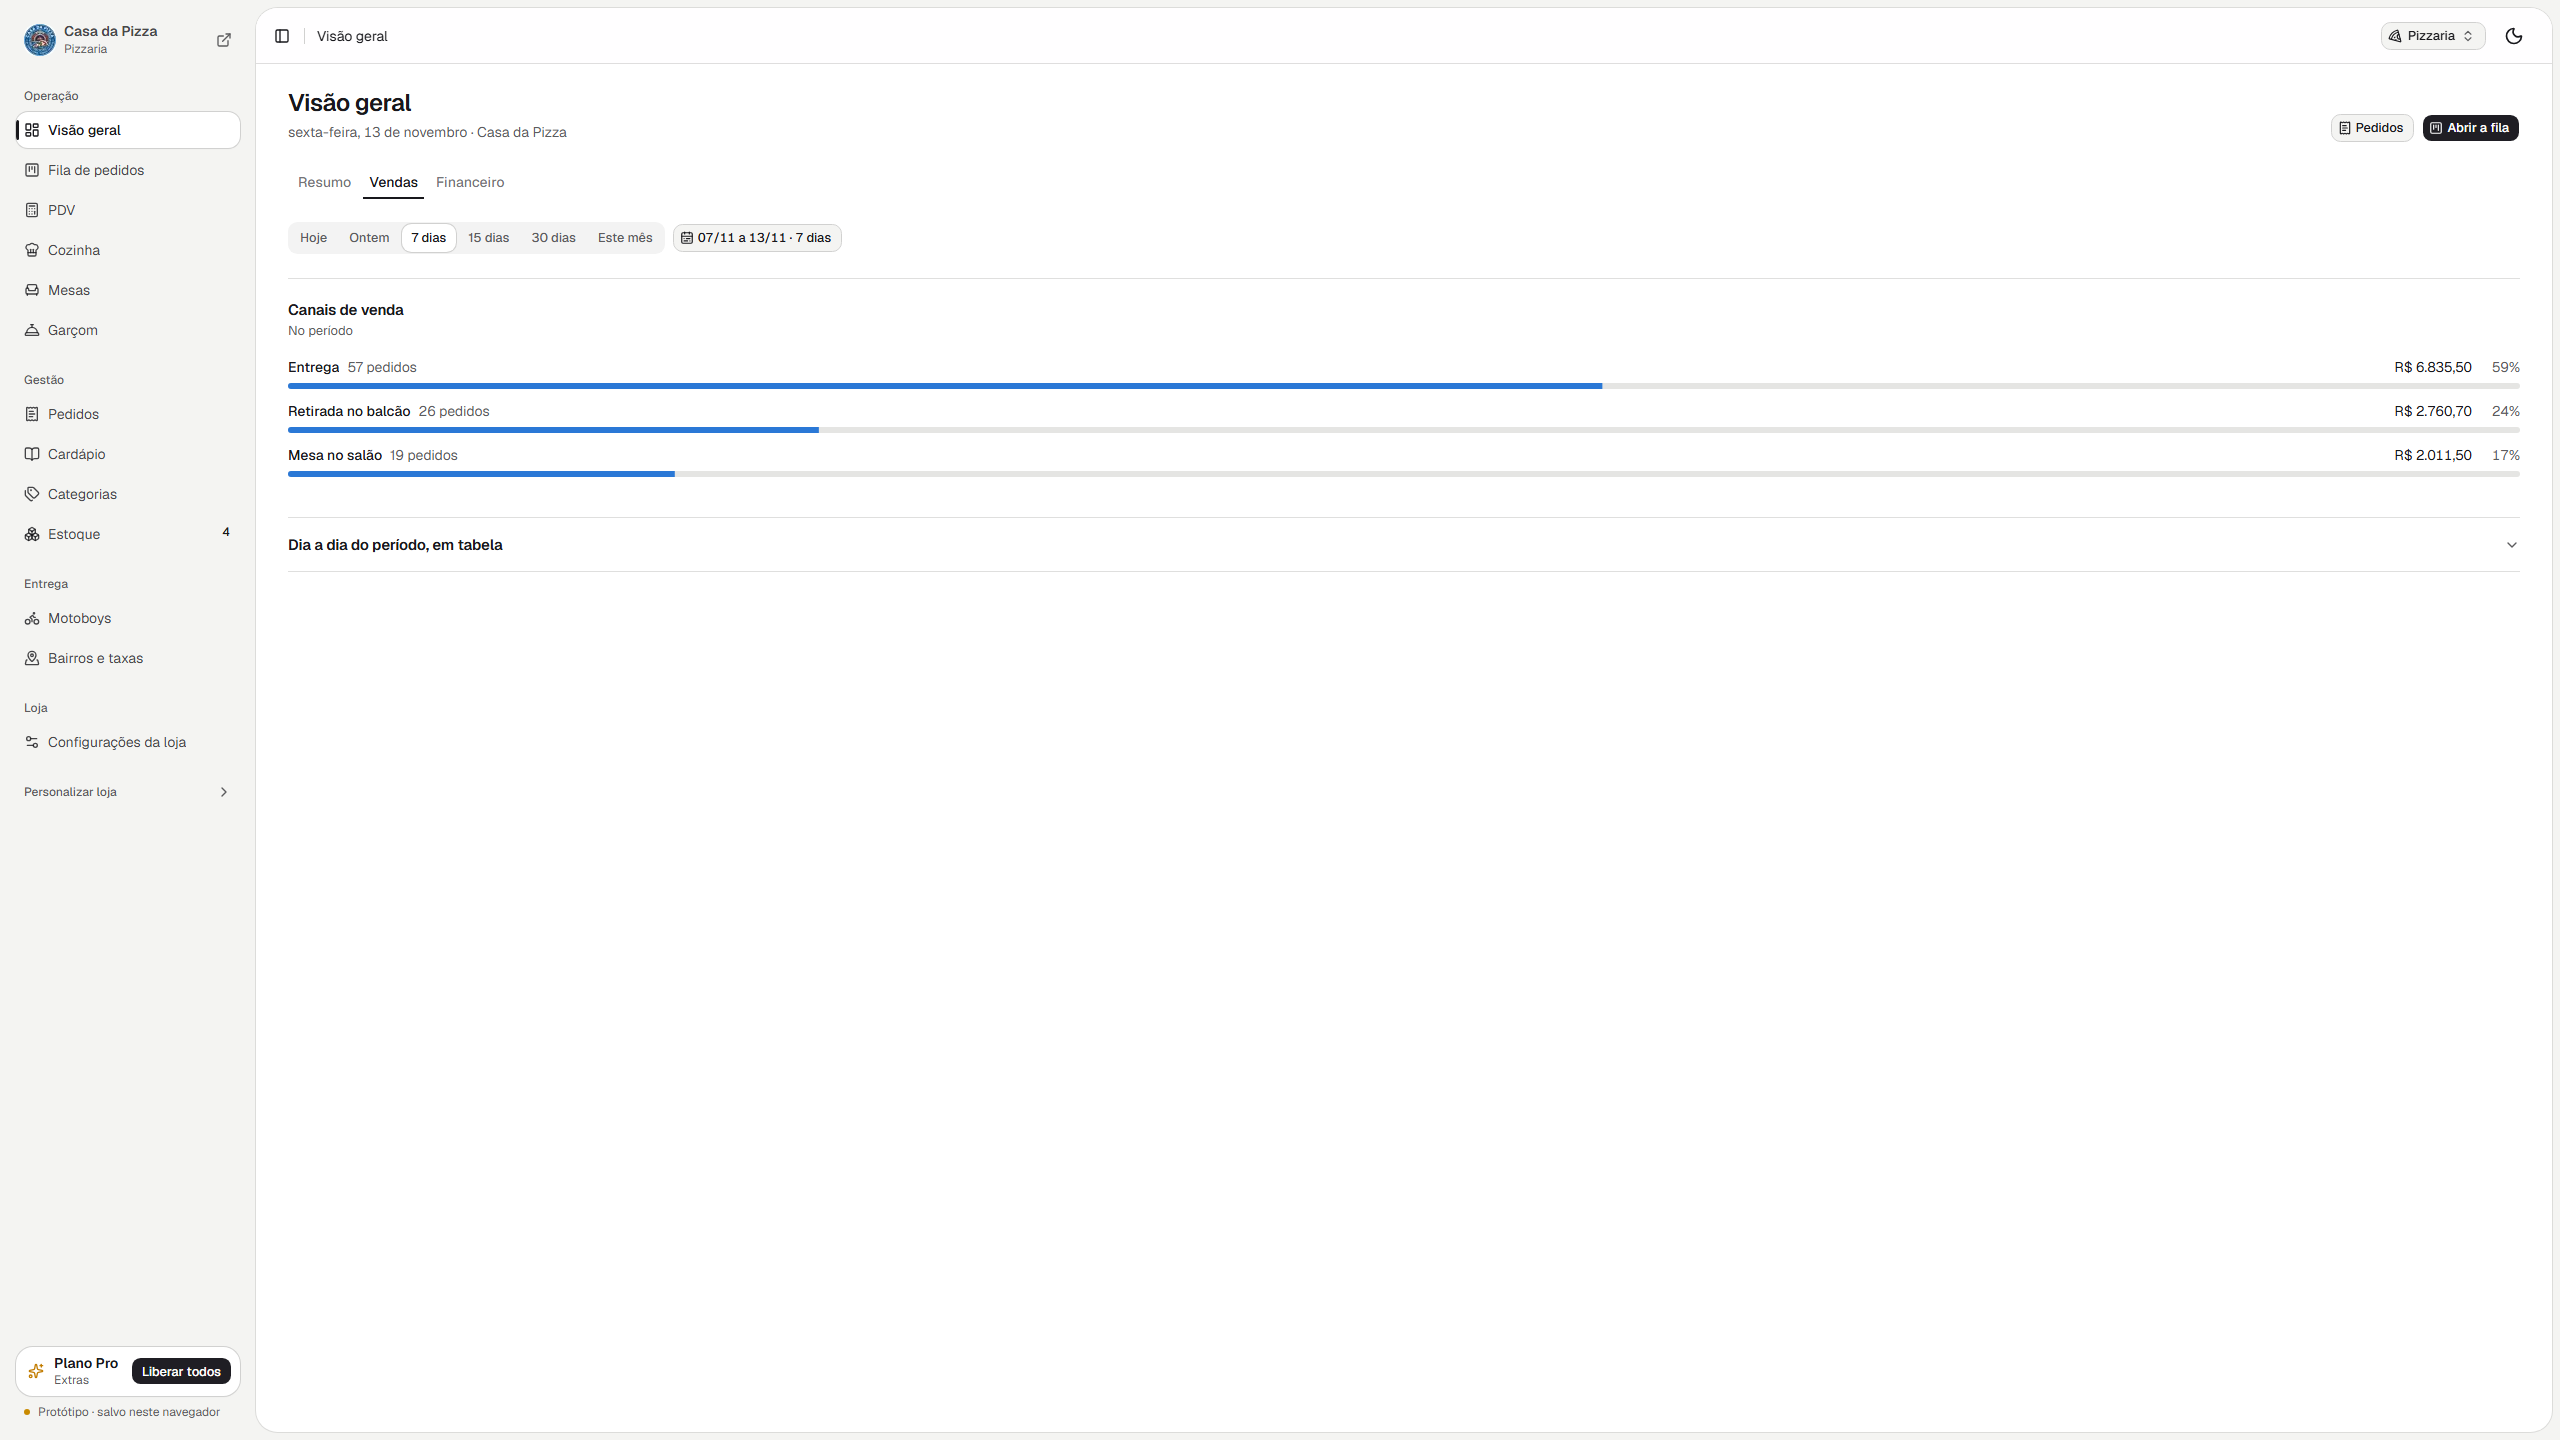 Casa da Pizza
Pizzaria
Operação
Visão geral
Fila de pedidos
PDV
Cozinha
Mesas
Garçom
Gestão
Pedidos
Cardápio
Categorias
Estoque 4
Entrega
Motoboys
Bairros e taxas
Loja
Configurações da loja
Personalizar loja
Plano Pro
Extras
Liberar todos
Protótipo · salvo neste navegador
Visão geral
Pizzaria
Visão geral
sexta-feira, 13 de novembro · Casa da Pizza
Pedidos
Abrir a fila
Resumo Vendas Financeiro
Hoje Ontem 7 dias 15 dias 30 dias Este mês 07/11 a 13/11 · 7 dias
Canais de venda
No período
Entrega 57 pedidos R$ 6.835,50 59%
Retirada no balcão 26 pedidos R$ 2.760,70 24%
Mesa no salão 19 pedidos R$ 2.011,50 17%
Dia a dia do período, em tabela